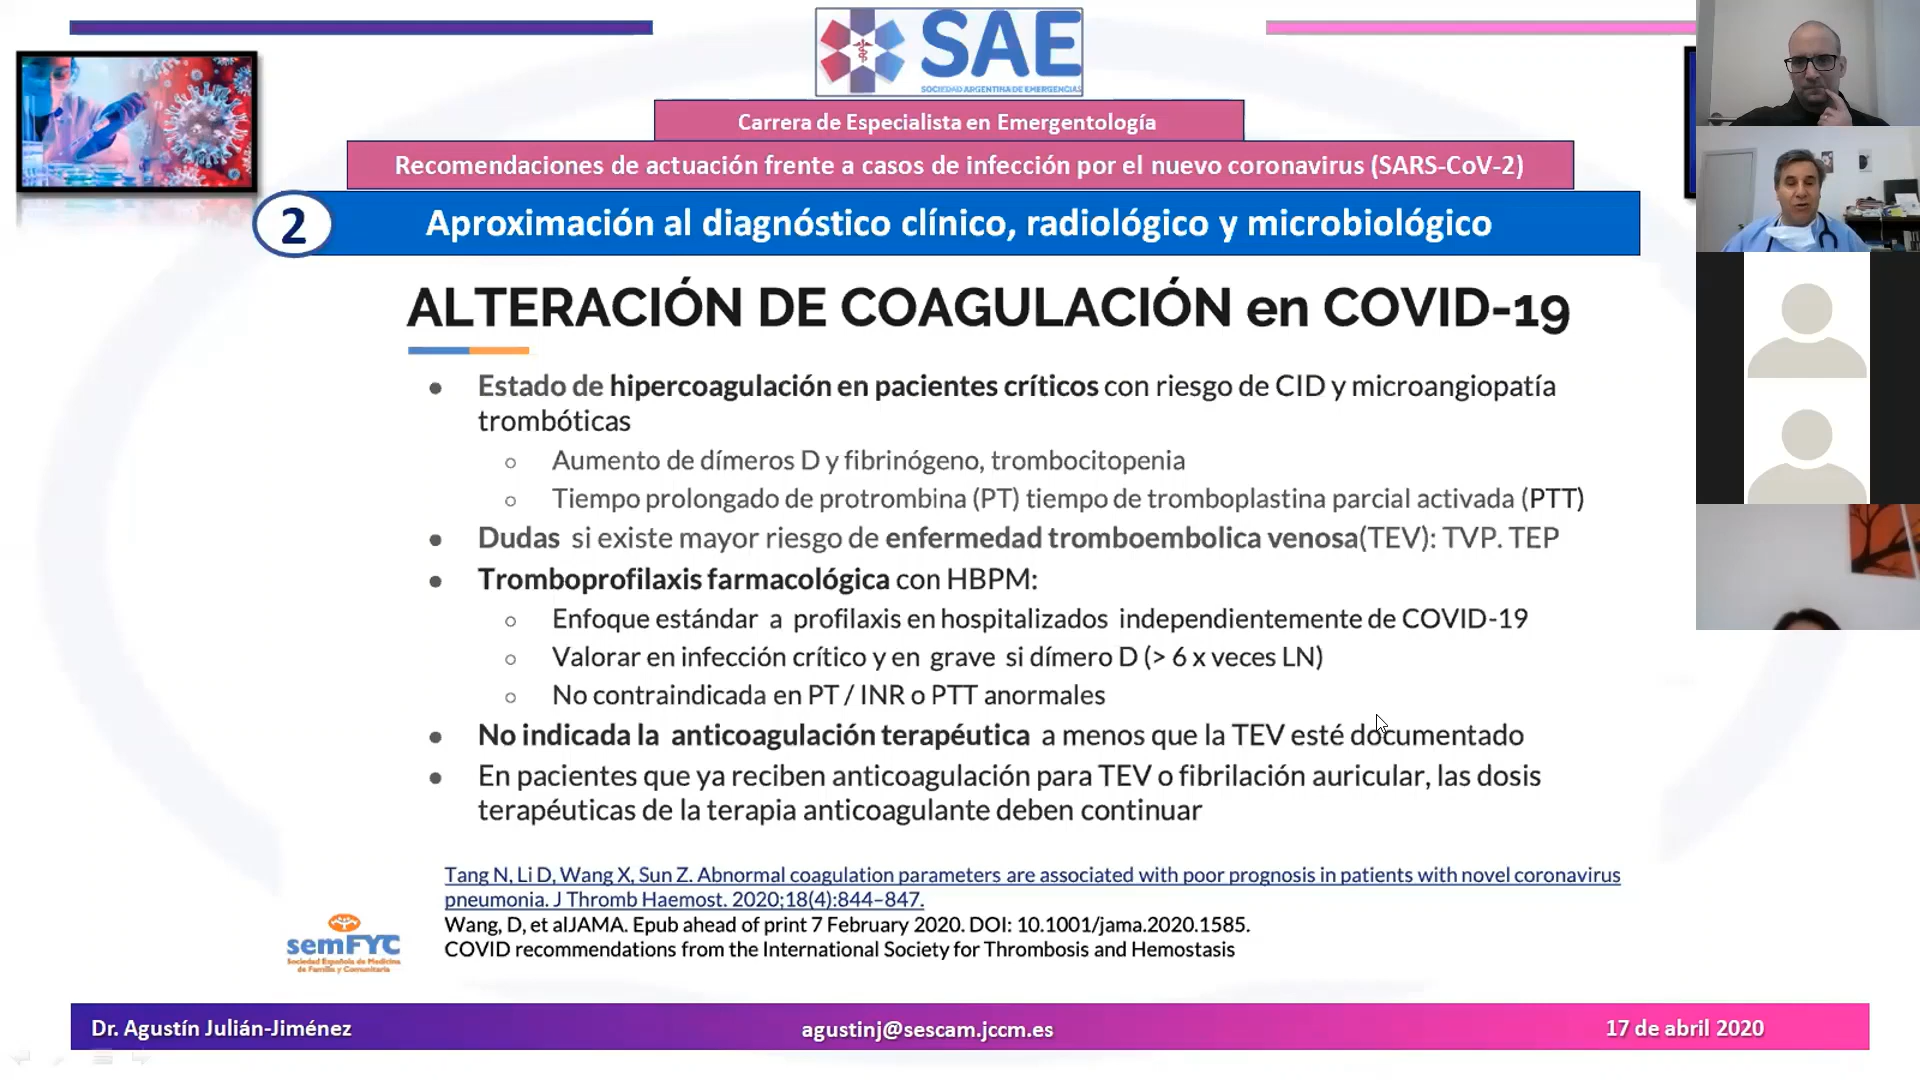 SAE
SOCIEDAD ARGENTINA DE EMERGENCIAS
Carrera de Especialista en Emergentología
Recomendaciones de actuación frente a casos de infección por el nuevo coronavirus (SARS-CoV-2)
2
Aproximación al diagnóstico clínico, radiológico y microbiológico
ALTERACIÓN DE COAGULACIÓN en COVID-19
● Estado de hipercoagulación en pacientes críticos con riesgo de CID y microangiopatía
trombóticas
○ Aumento de dímeros D y fibrinógeno, trombocitopenia
○ Tiempo prolongado de protrombina (PT) tiempo de tromboplastina parcial activada (PTT)
● Dudas si existe mayor riesgo de enfermedad tromboembolica venosa(TEV): TVP. TEP
● Tromboprofilaxis farmacológica con HBPM:
○ Enfoque estándar a profilaxis en hospitalizados independientemente de COVID-19
○ Valorar en infección crítico y en grave si dímero D (> 6 x veces LN)
○ No contraindicada en PT / INR o PTT anormales
● No indicada la anticoagulación terapéutica a menos que la TEV esté documentado
● En pacientes que ya reciben anticoagulación para TEV o fibrilación auricular, las dosis
terapéuticas de la terapia anticoagulante deben continuar
Tang N, Li D, Wang X, Sun Z. Abnormal coagulation parameters are associated with poor prognosis in patients with novel coronavirus
pneumonia. J Thromb Haemost. 2020;18(4):844–847.
Wang, D, et alJAMA. Epub ahead of print 7 February 2020. DOI: 10.1001/jama.2020.1585.
COVID recommendations from the International Society for Thrombosis and Hemostasis
semFYC
Sociedad Española de Medicina
de Familia y Comunitaria
Dr. Agustín Julián-Jiménez
agustinj@sescam.jccm.es
17 de abril 2020